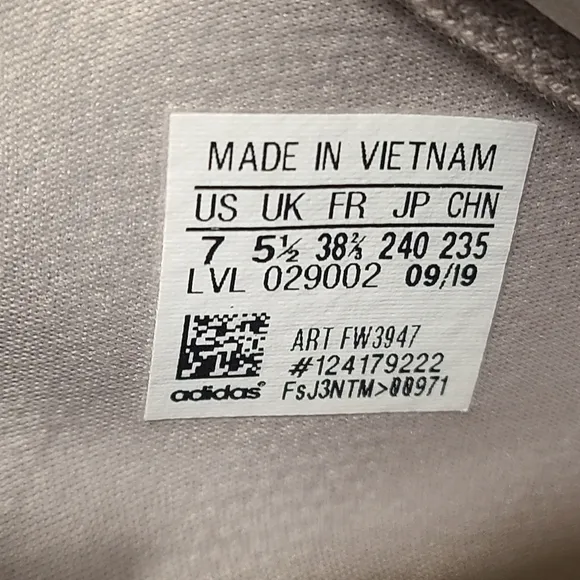 MADE IN VIETNAM
US UK FR JP CHN
7 5½ 38⅔ 240 235
LVL 029002 09/19
ART FW3947
#124179222
adidas® FsJ3NTM>00971